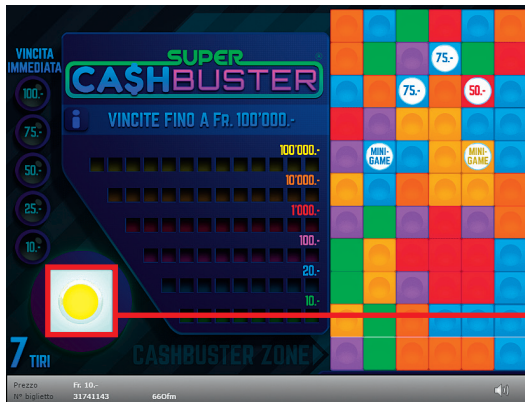 VINCITA
IMMEDIATA
100.-
75.-
50.-
25.-
10.-
SUPER
CA$HBUSTER
i VINCITE FINO A FR. 100'000.-
100'000.-
10'000.-
1'000.-
100.-
20.-
10.-
75.-
75.-
50.-
MINI-
GAME
MINI-
GAME
7 TIRI
CASHBUSTER ZONE
Prezzo Fr. 10.-
N° biglietto 31741143 66Ofm